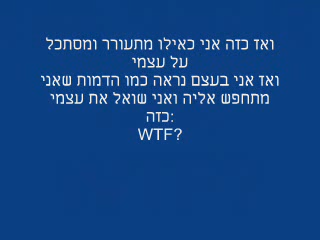 ואז כזה אני כאילו מתעורר ומסתכל
על עצמי
ואז אני בעצם נראה כמו הדמות שאני
מתחפש אליה ואני שואל את עצמי
כזה:
WTF?